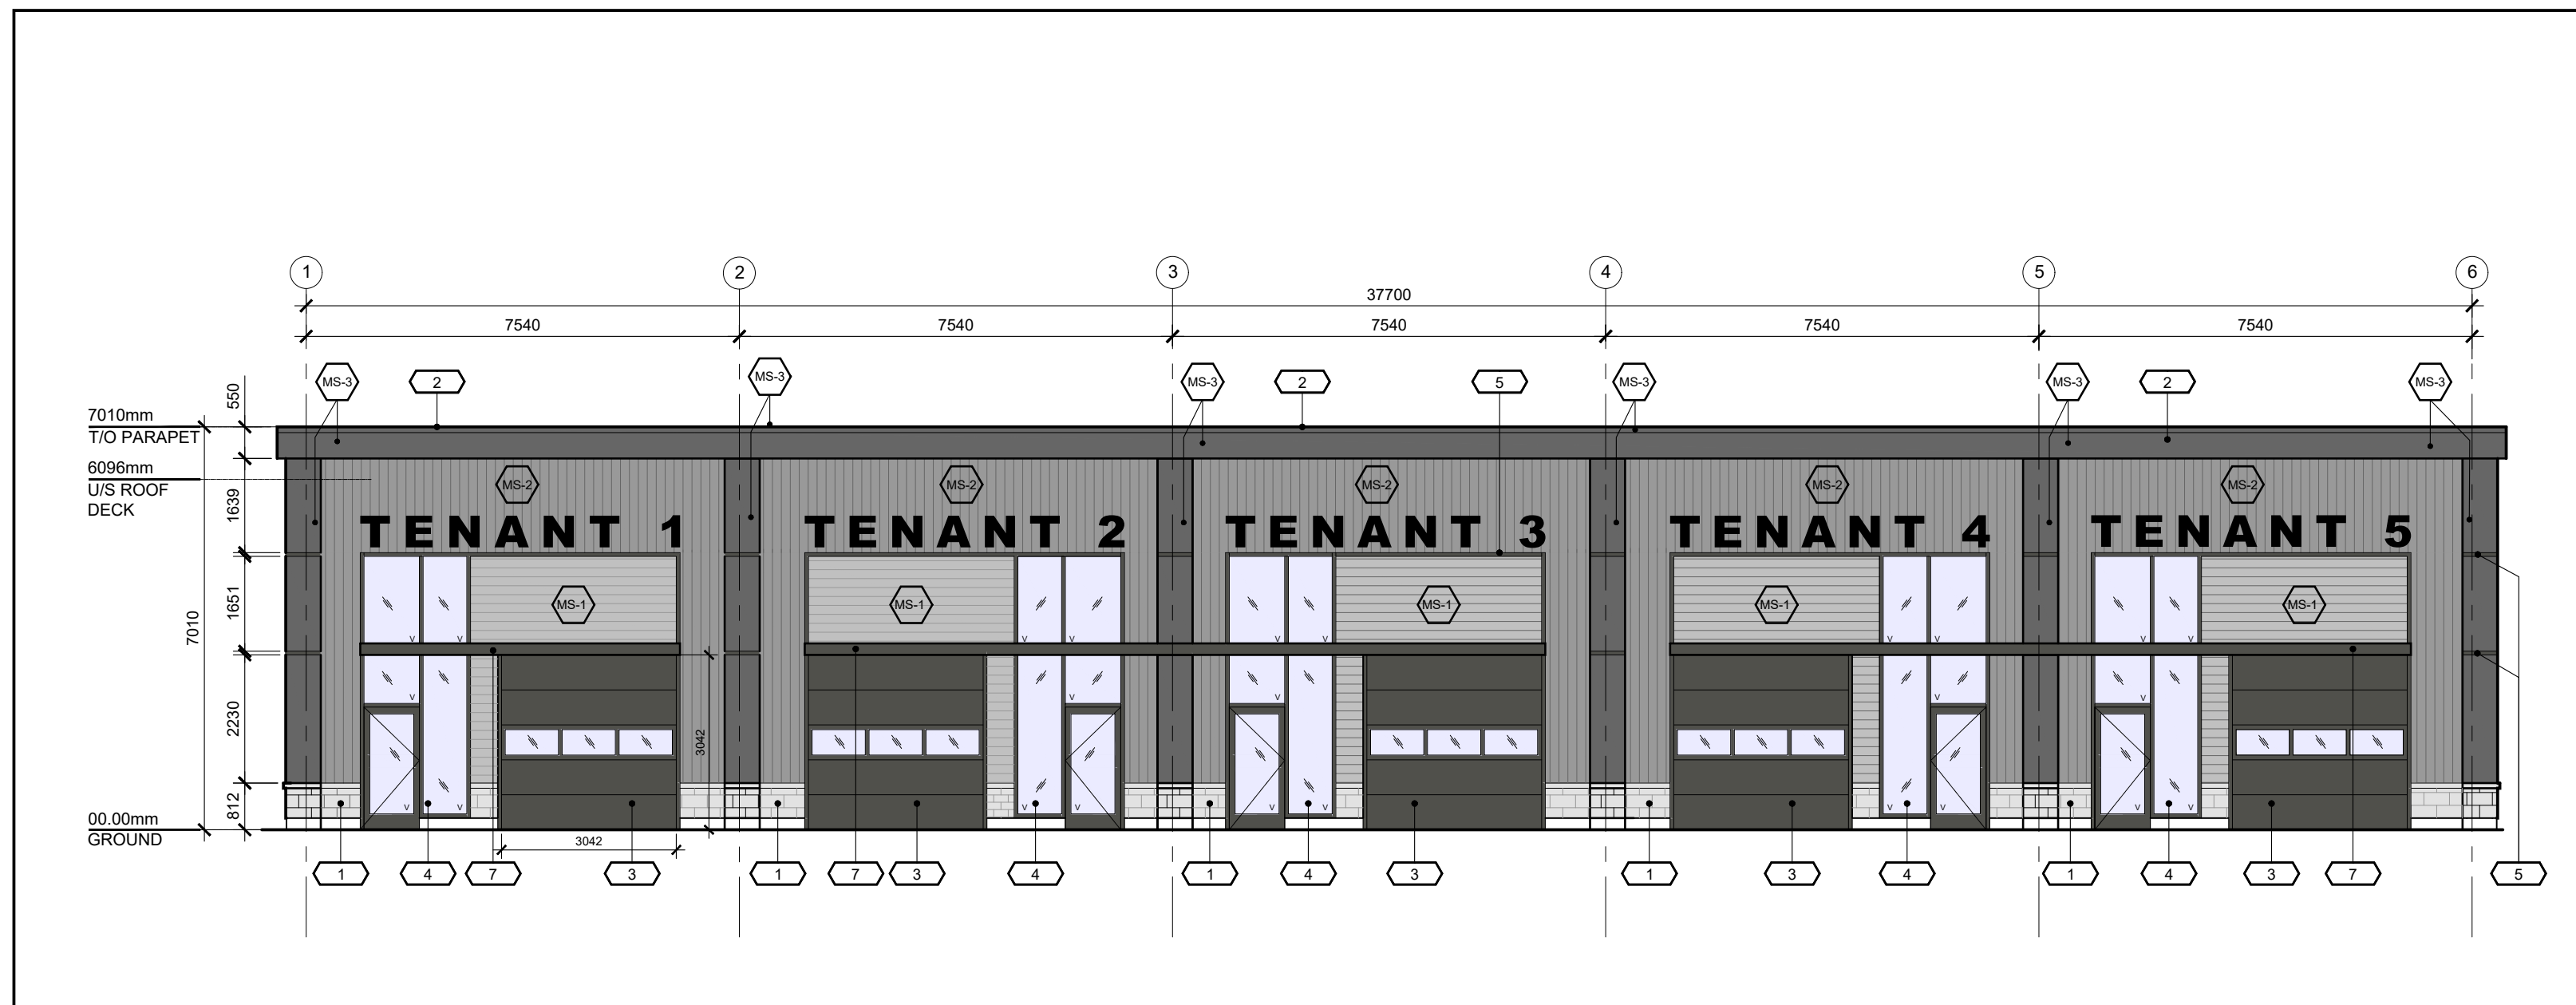 1 2 3 4 5 6
37700
7540 7540 7540 7540 7540
MS-3 2 MS-3 MS-3 2 5 MS-3 MS-3 2 MS-3
550
7010mm
T/O PARAPET
6096mm
U/S ROOF
DECK
1639
MS-2 MS-2 MS-2 MS-2 MS-2
TENANT 1 TENANT 2 TENANT 3 TENANT 4 TENANT 5
1651
MS-1 MS-1 MS-1 MS-1 MS-1
7010
V V V V V V V V V V
2230
V V V V V
3042
812
V V V V V V V V V V
00.00mm
GROUND
3042
1 4 7 3 1 7 3 4 1 4 3 1 3 4 1 4 3 7 5